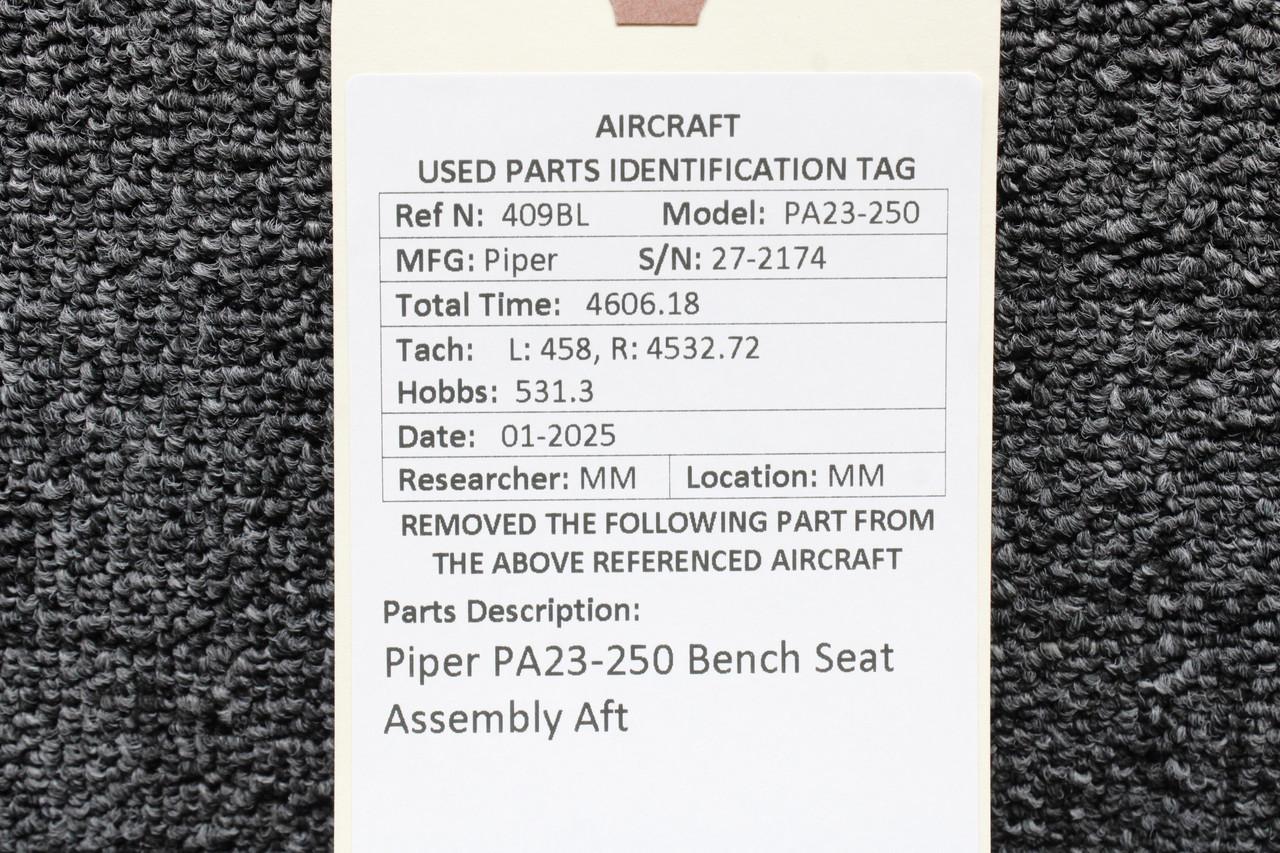 AIRCRAFT
USED PARTS IDENTIFICATION TAG
Ref N: 409BL Model: PA23-250
MFG: Piper S/N: 27-2174
Total Time: 4606.18
Tach: L: 458, R: 4532.72
Hobbs: 531.3
Date: 01-2025
Researcher: MM Location: MM
REMOVED THE FOLLOWING PART FROM
THE ABOVE REFERENCED AIRCRAFT
Parts Description:
Piper PA23-250 Bench Seat
Assembly Aft